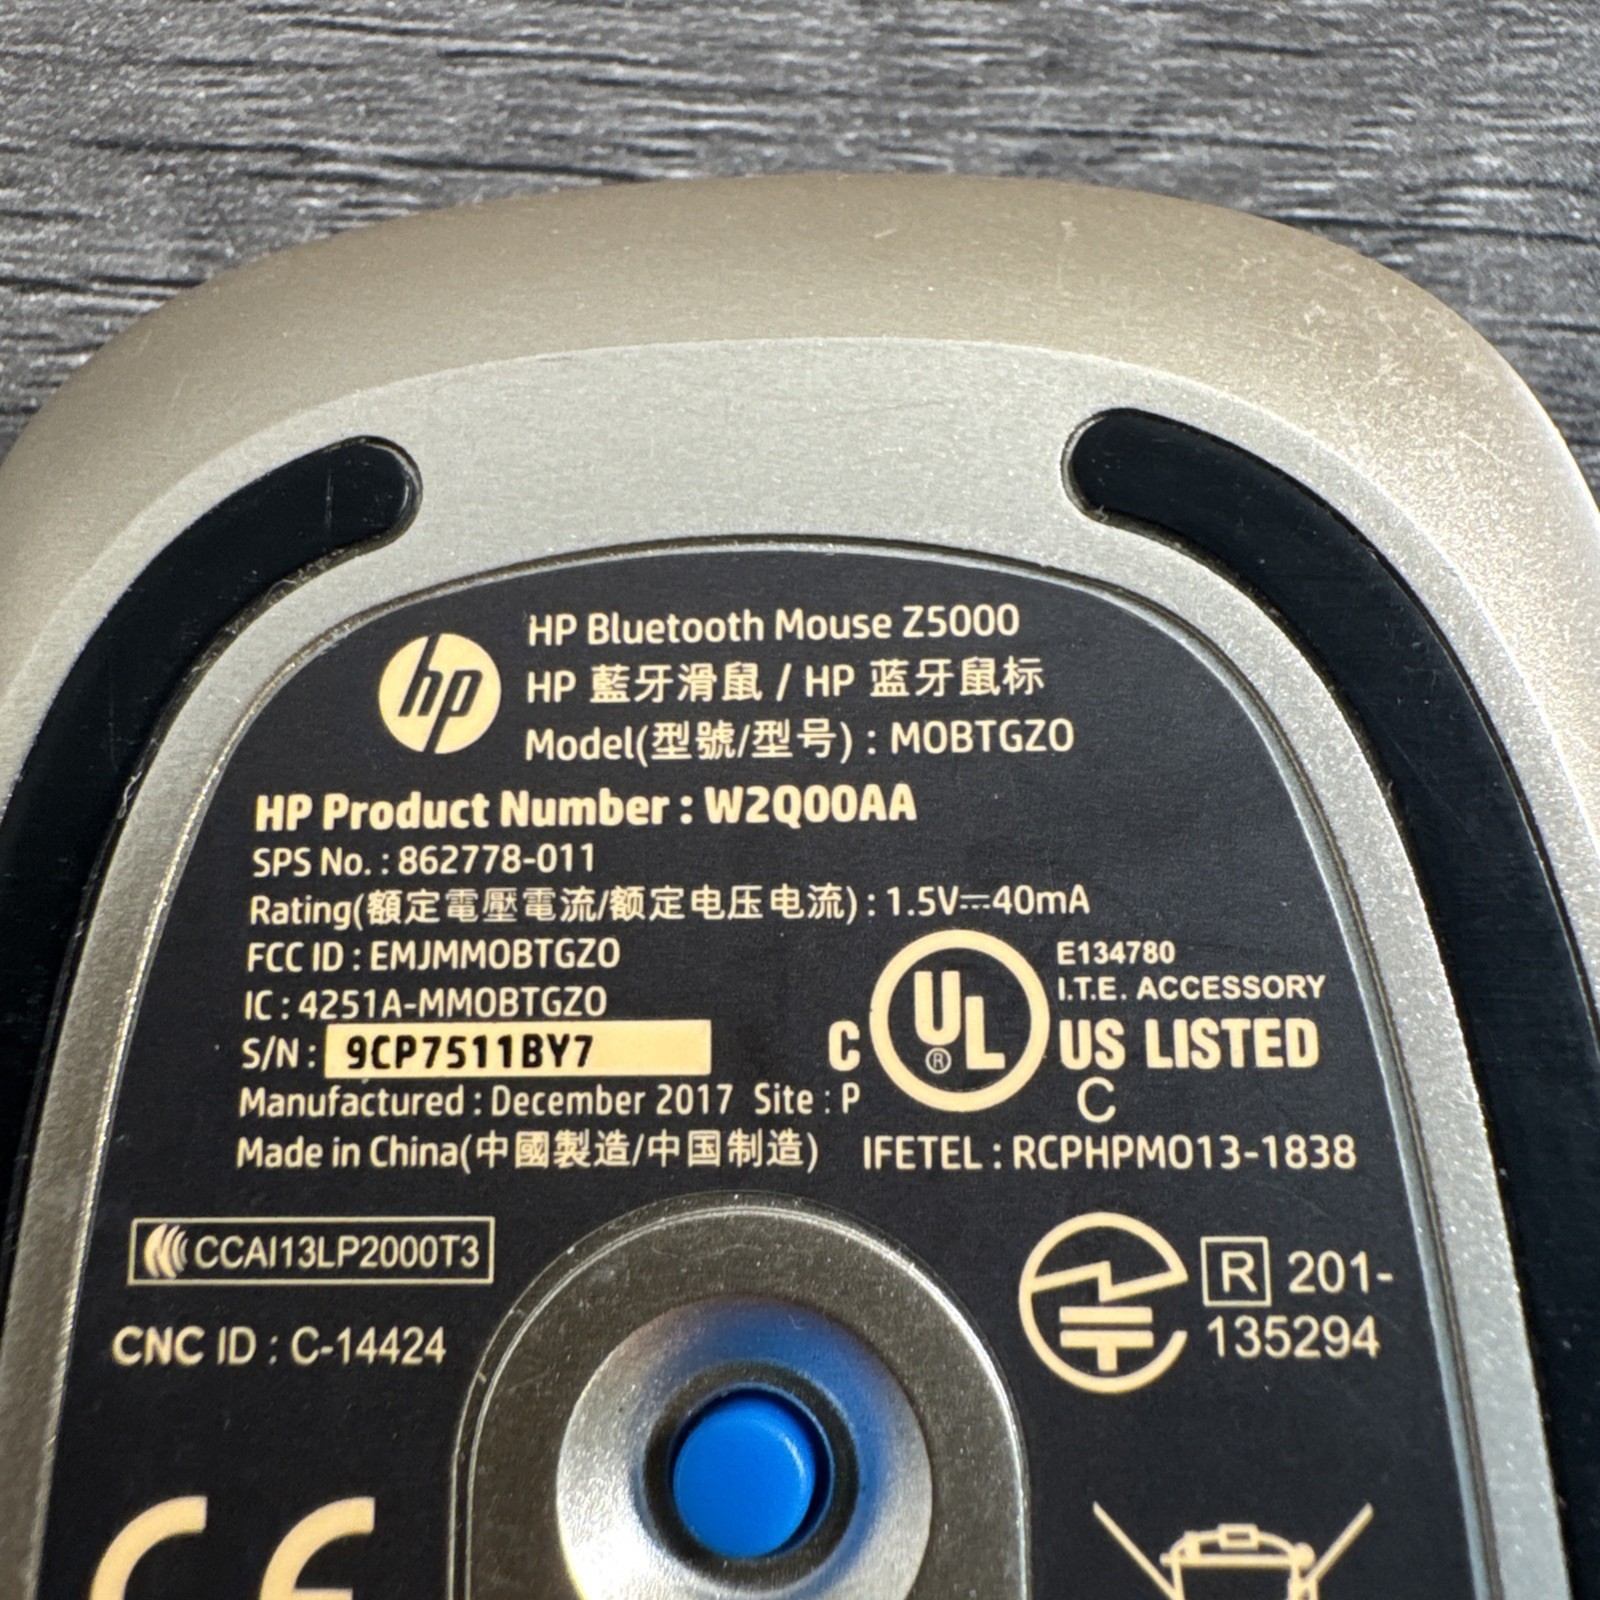 hp
HP Bluetooth Mouse Z5000
HP 藍牙滑鼠 / HP 蓝牙鼠标
Model(型號/型号) : MOBTGZO
HP Product Number : W2Q00AA
SPS No. : 862778-011
Rating(額定電壓電流/额定电压电流) : 1.5V⎓40mA
FCC ID : EMJMMOBTGZO
IC : 4251A-MMOBTGZO
S/N : 9CP7511BY7
Manufactured : December 2017 Site : P
Made in China(中國製造/中国制造)
C UL ® US LISTED
E134780
I.T.E. ACCESSORY
C
IFETEL : RCPHPMO13-1838
CCAI13LP2000T3
CNC ID : C-14424
R 201-
135294
CE